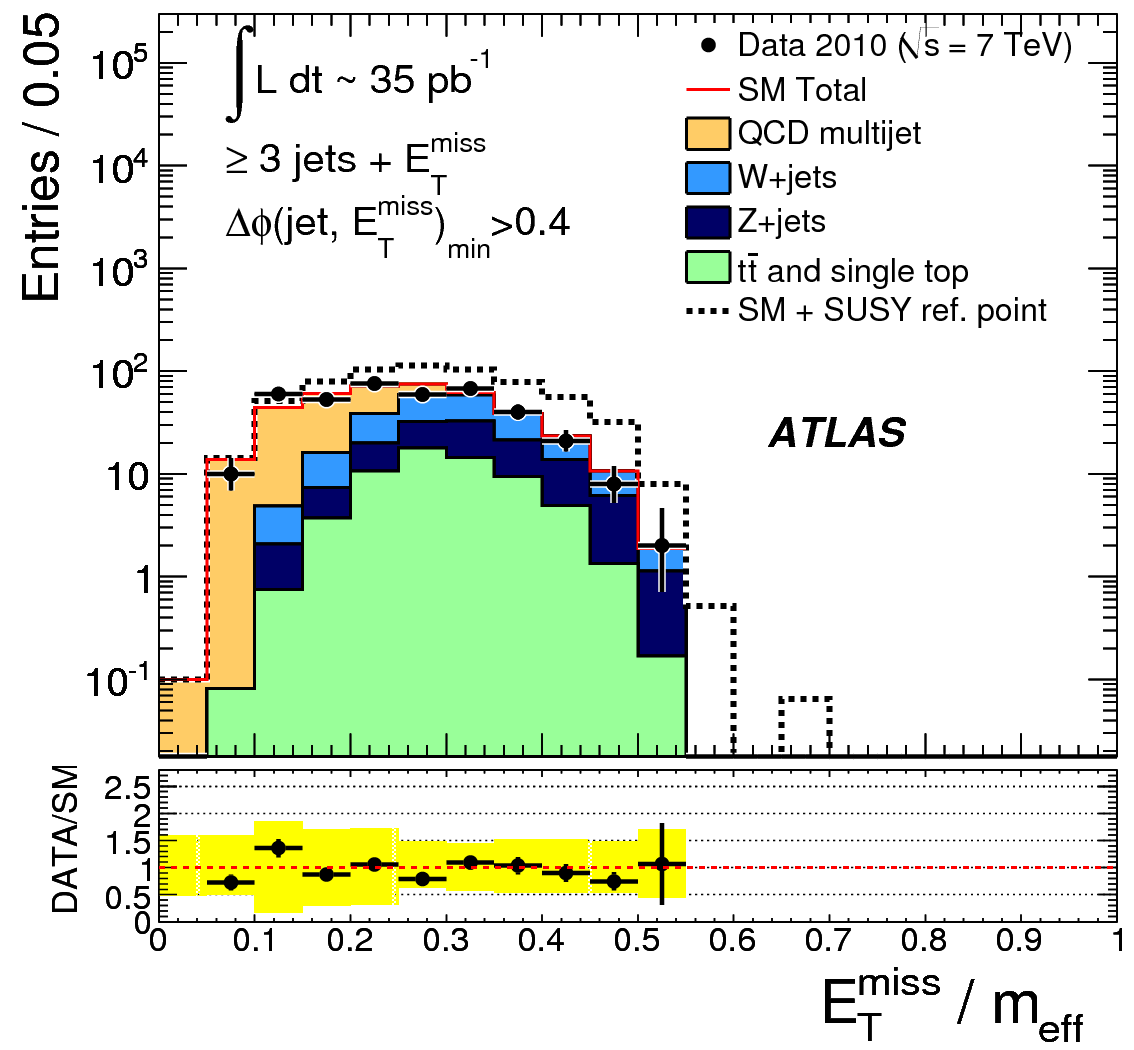 Entries / 0.05
10⁵
10⁴
10³
10²
10
1
10⁻¹
∫ L dt ~ 35 pb⁻¹
≥ 3 jets + E_T^miss
Δϕ(jet, E_T^miss)_min>0.4
Data 2010 (√s = 7 TeV)
SM Total
QCD multijet
W+jets
Z+jets
tt̄ and single top
SM + SUSY ref. point
ATLAS
DATA/SM
2.5
2
1.5
1
0.5
0
0 0.1 0.2 0.3 0.4 0.5 0.6 0.7 0.8 0.9 1
E_T^miss / m_eff